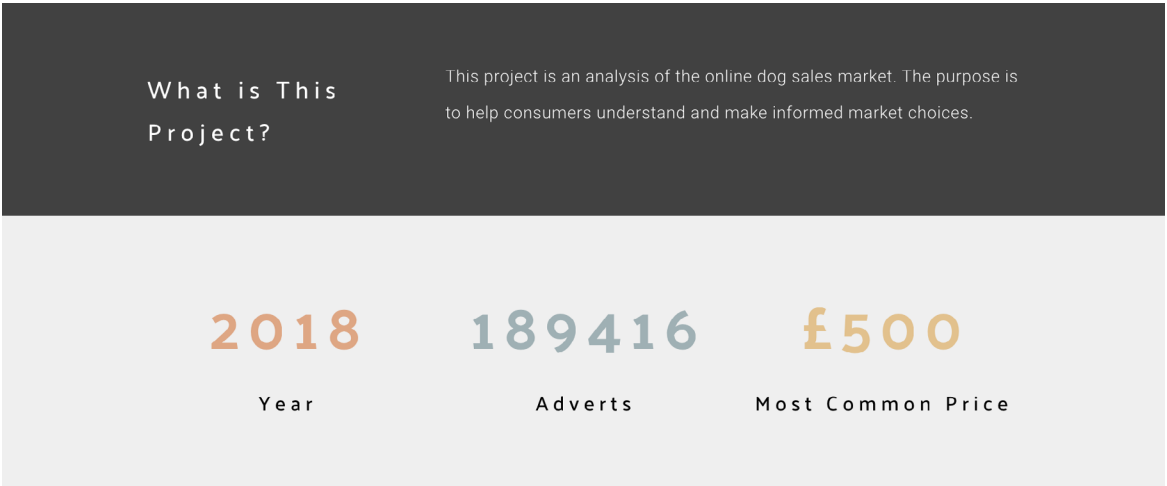 What is This
Project?
This project is an analysis of the online dog sales market. The purpose is
to help consumers understand and make informed market choices.
2018
189416
£500
Year
Adverts
Most Common Price